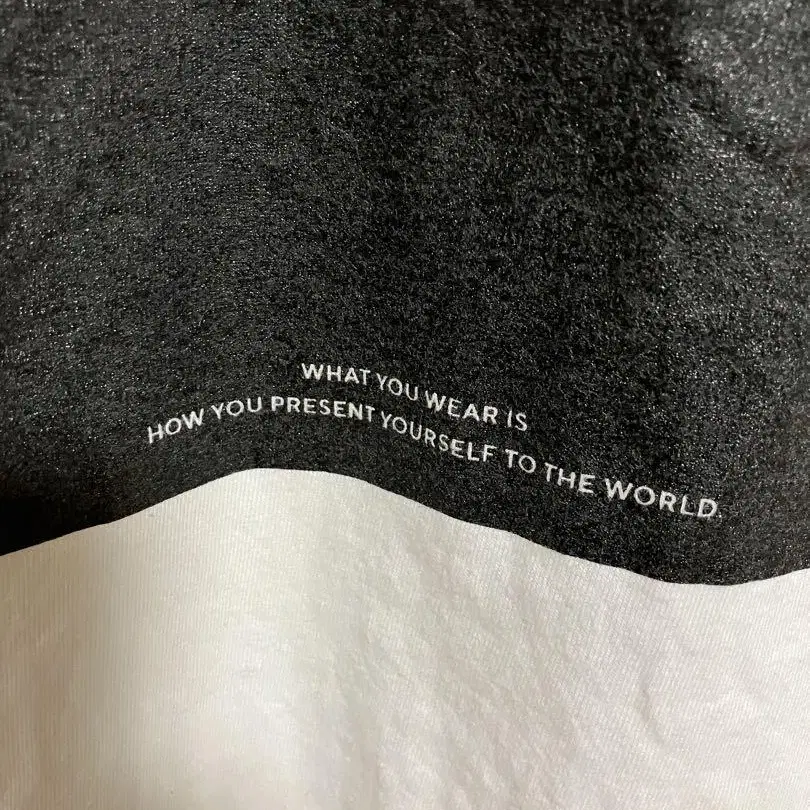 WHAT YOU WEAR IS
HOW YOU PRESENT YOURSELF TO THE WORLD.